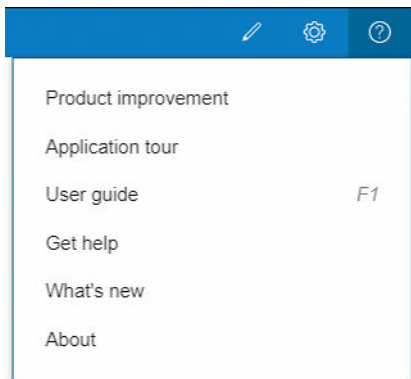 Product improvement
Application tour
User guide F1
Get help
What's new
About